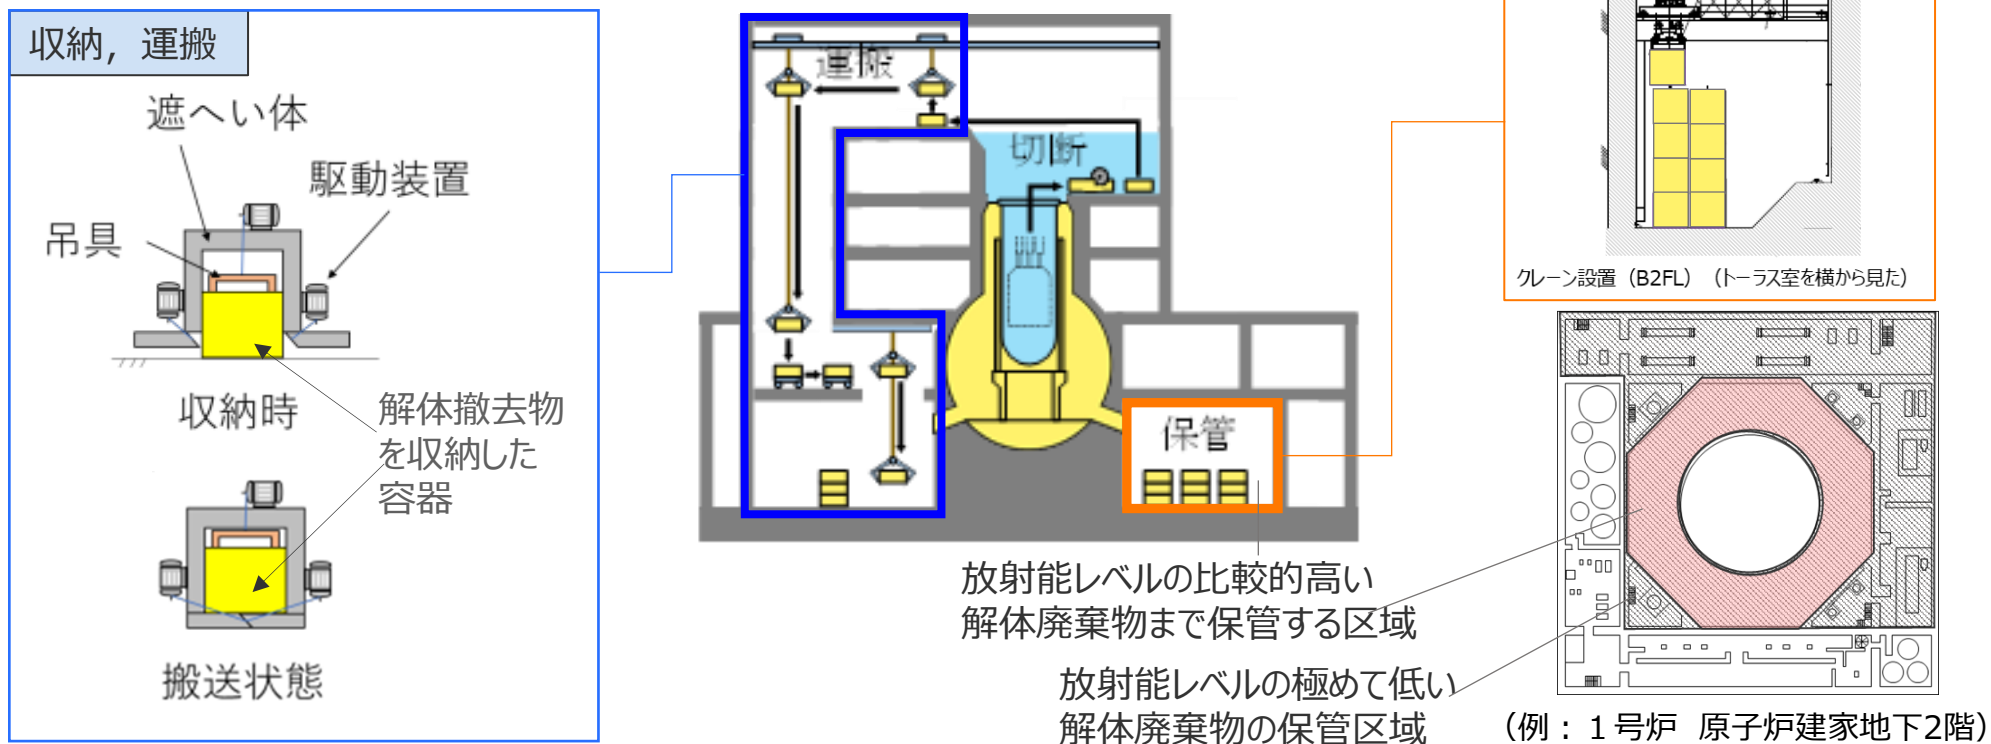 収納，運搬
遮へい体
駆動装置
吊具
収納時
解体撤去物
を収納した
容器
搬送状態
運搬
切断
保管
放射能レベルの比較的高い
解体廃棄物まで保管する区域
放射能レベルの極めて低い
解体廃棄物の保管区域
クレーン設置（B2FL）（トーラス室を横から見た）
（例：１号炉 原子炉建家地下2階）